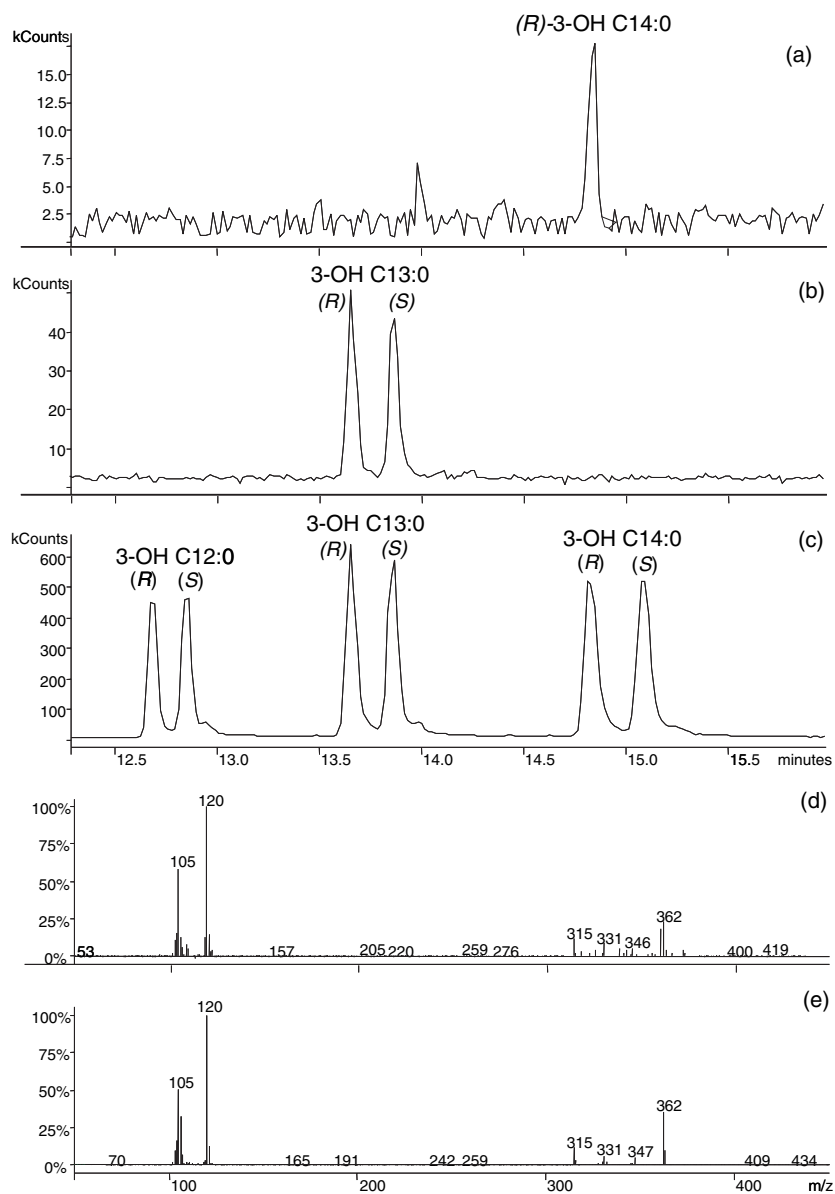 (R)-3-OH C14:0
kCounts
(a)
15.0
12.5
10.0
7.5
5.0
2.5
3-OH C13:0
kCounts
(R) (S)
(b)
40
30
20
10
3-OH C13:0
kCounts
(R) (S)
3-OH C12:0
(R) (S)
3-OH C14:0
(R) (S)
(c)
600
500
400
300
200
100
12.5 13.0 13.5 14.0 14.5 15.0 15.5 minutes
(d)
100%
75%
50%
25%
0%
120
105
53 157 205 220 259 276 315 331 346 362 400 419
(e)
100%
75%
50%
25%
0%
120
105
70 165 191 242 259 315 331 347 362 409 434
100 200 300 400 m/z